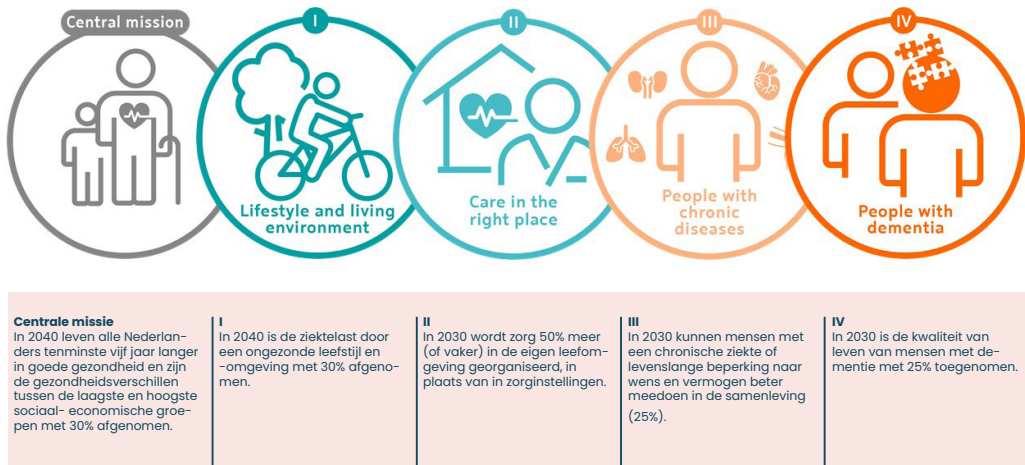 Central mission
I
II
III
IV
Lifestyle and living
environment
Care in the
right place
People with
chronic
diseases
People with
dementia
Centrale missie
In 2040 leven alle Nederlan-
ders tenminste vijf jaar langer
in goede gezondheid en zijn
de gezondheidsverschillen
tussen de laagste en hoogste
sociaal- economische groe-
pen met 30% afgenomen.
I
In 2040 is de ziektelast door
een ongezonde leefstijl en
-omgeving met 30% afgeno-
men.
II
In 2030 wordt zorg 50% meer
(of vaker) in de eigen leefom-
geving georganiseerd, in
plaats van in zorginstellingen.
III
In 2030 kunnen mensen met
een chronische ziekte of
levenslange beperking naar
wens en vermogen beter
meedoen in de samenleving
(25%).
IV
In 2030 is de kwaliteit van
leven van mensen met de-
mentie met 25% toegenomen.